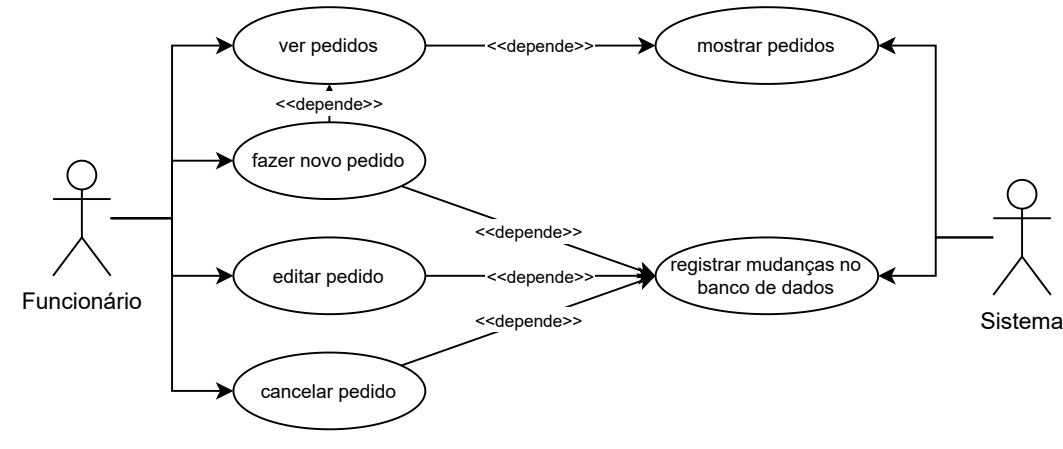 ver pedidos
<<depende>>
mostrar pedidos
<<depende>>
fazer novo pedido
<<depende>>
editar pedido
<<depende>>
registrar mudanças no
banco de dados
Funcionário
Sistema
<<depende>>
cancelar pedido